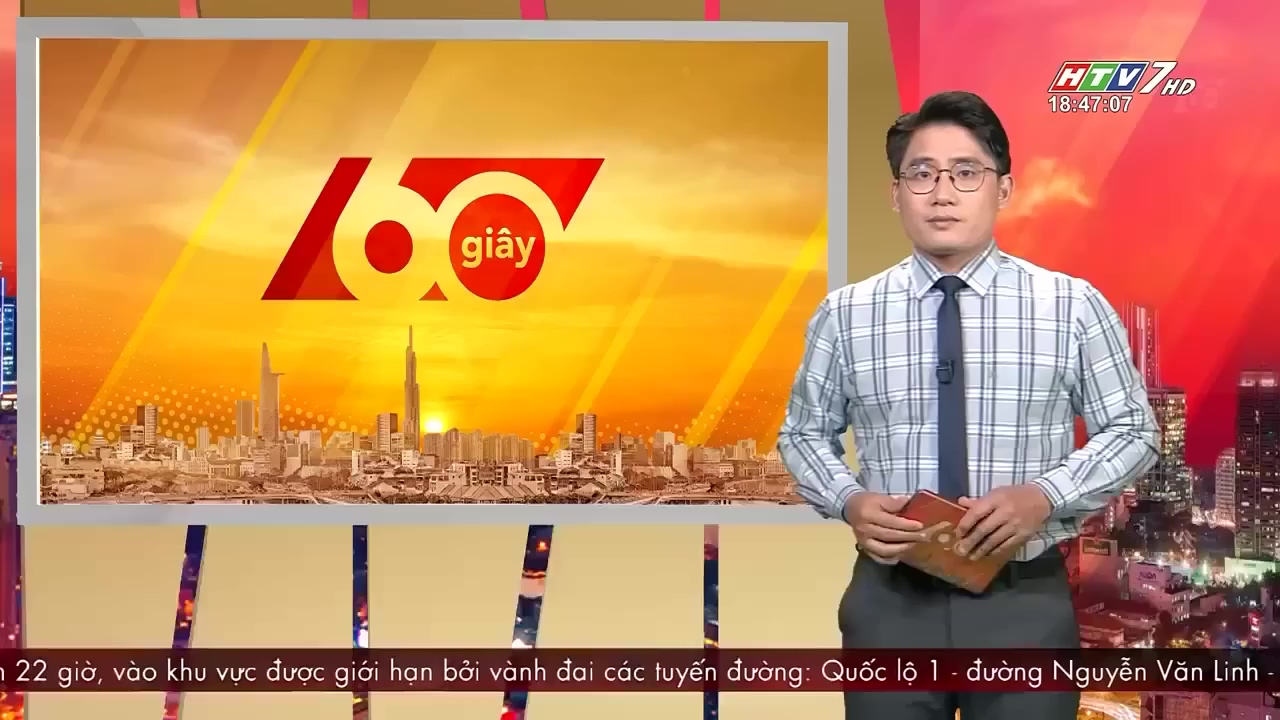 HTV7 HD
18:47:07
60 giây
22 giờ, vào khu vực được giới hạn bởi vành đai các tuyến đường: Quốc lộ 1 - đường Nguyễn Văn Linh -